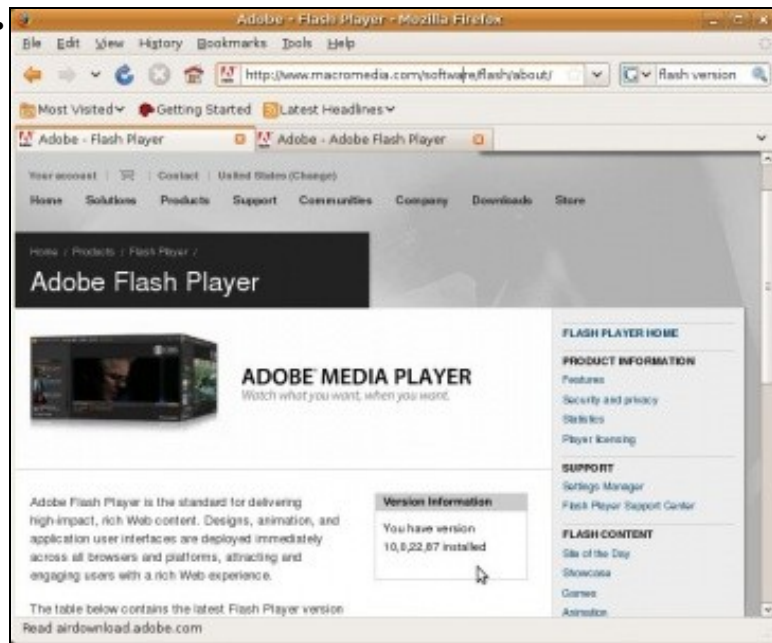 Adobe - Flash Player - Mozilla Firefox
File Edit View History Bookmarks Tools Help
http://www.macromedia.com/software/flash/about/
flash version
Most Visited Getting Started Latest Headlines
Adobe - Flash Player
Adobe - Adobe Flash Player
Your account | | Contact | United States (Change)
Home Solutions Products Support Communities Company Downloads Store
Home / Products / Flash Player /
Adobe Flash Player
ADOBE MEDIA PLAYER
Watch what you want, when you want.
Adobe Flash Player is the standard for delivering
high-impact, rich Web content. Designs, animation, and
application user interfaces are deployed immediately
across all browsers and platforms, attracting and
engaging users with a rich Web experience.
The table below contains the latest Flash Player version
Version Information
You have version
10,0,22,87 installed
FLASH PLAYER HOME
PRODUCT INFORMATION
Features
Security and privacy
Statistics
Player licensing
SUPPORT
Settings Manager
Flash Player Support Center
FLASH CONTENT
Site of the Day
Showcase
Games
Animation
Read airdownload.adobe.com